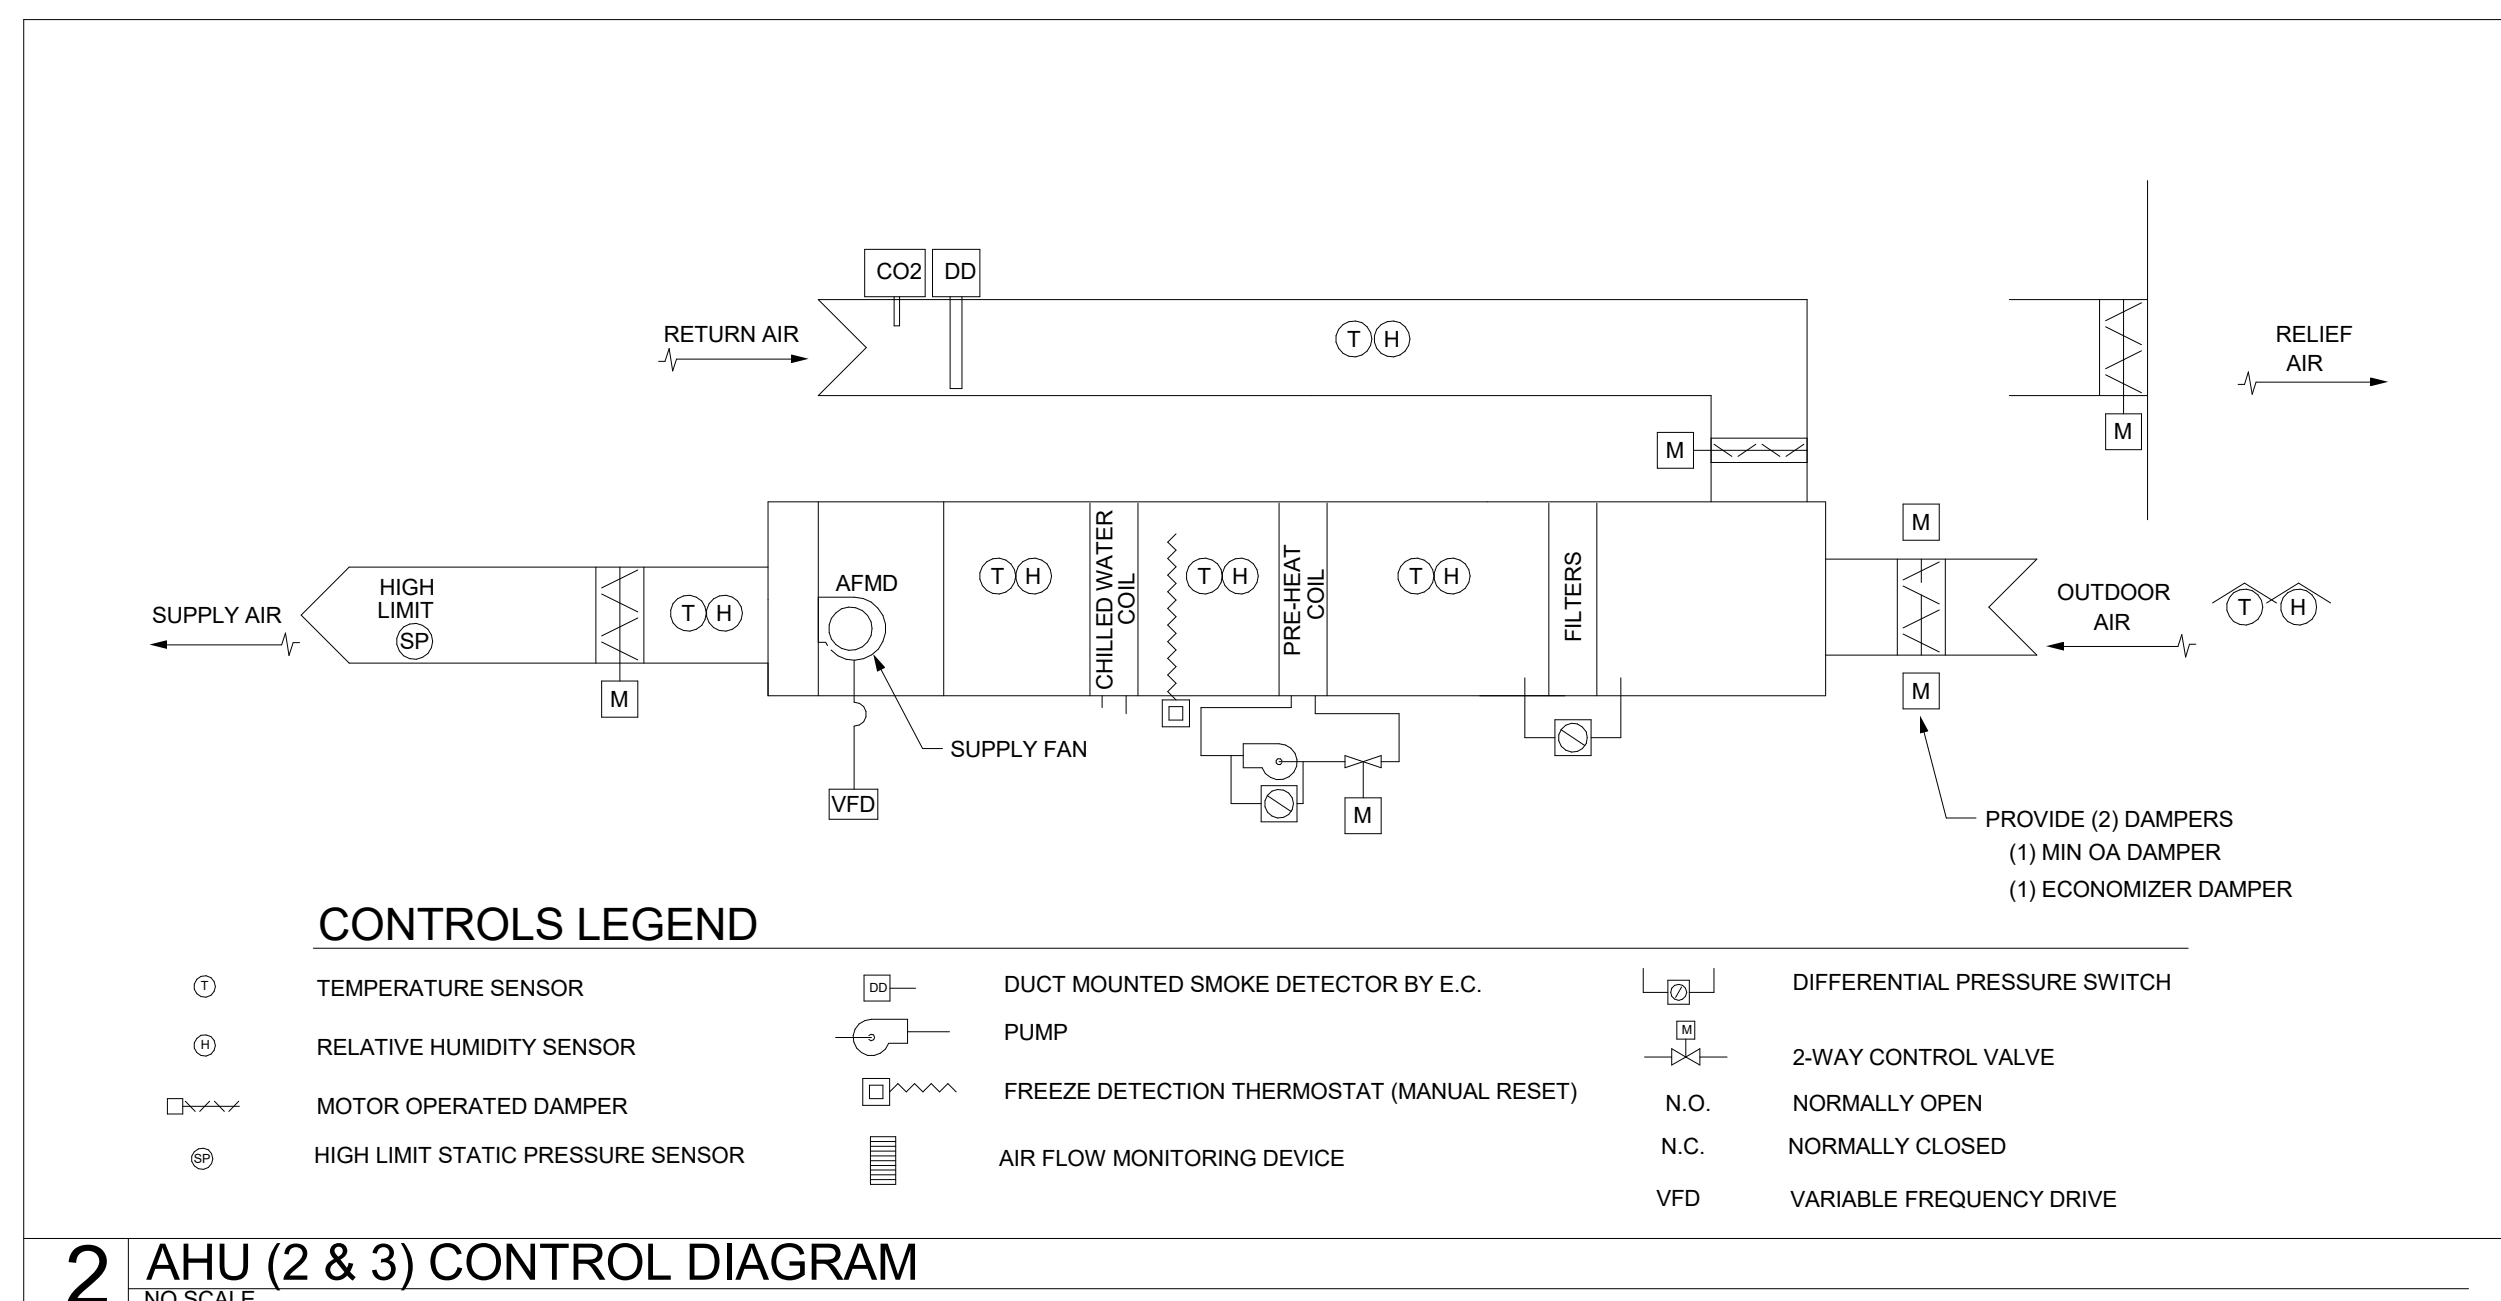 CO2 DD
RETURN AIR
T H
RELIEF
AIR
M
M
M
SUPPLY AIR
HIGH
LIMIT
SP
T H
M
AFMD
T H
CHILLED WATER
COIL
T H
PRE-HEAT
COIL
T H
FILTERS
OUTDOOR
AIR
T H
M
SUPPLY FAN
VFD
M
PROVIDE (2) DAMPERS
(1) MIN OA DAMPER
(1) ECONOMIZER DAMPER
CONTROLS LEGEND
T TEMPERATURE SENSOR
H RELATIVE HUMIDITY SENSOR
MOTOR OPERATED DAMPER
SP HIGH LIMIT STATIC PRESSURE SENSOR
DD DUCT MOUNTED SMOKE DETECTOR BY E.C.
PUMP
FREEZE DETECTION THERMOSTAT (MANUAL RESET)
AIR FLOW MONITORING DEVICE
DIFFERENTIAL PRESSURE SWITCH
M
2-WAY CONTROL VALVE
N.O. NORMALLY OPEN
N.C. NORMALLY CLOSED
VFD VARIABLE FREQUENCY DRIVE
2 AHU (2 & 3) CONTROL DIAGRAM
NO SCALE